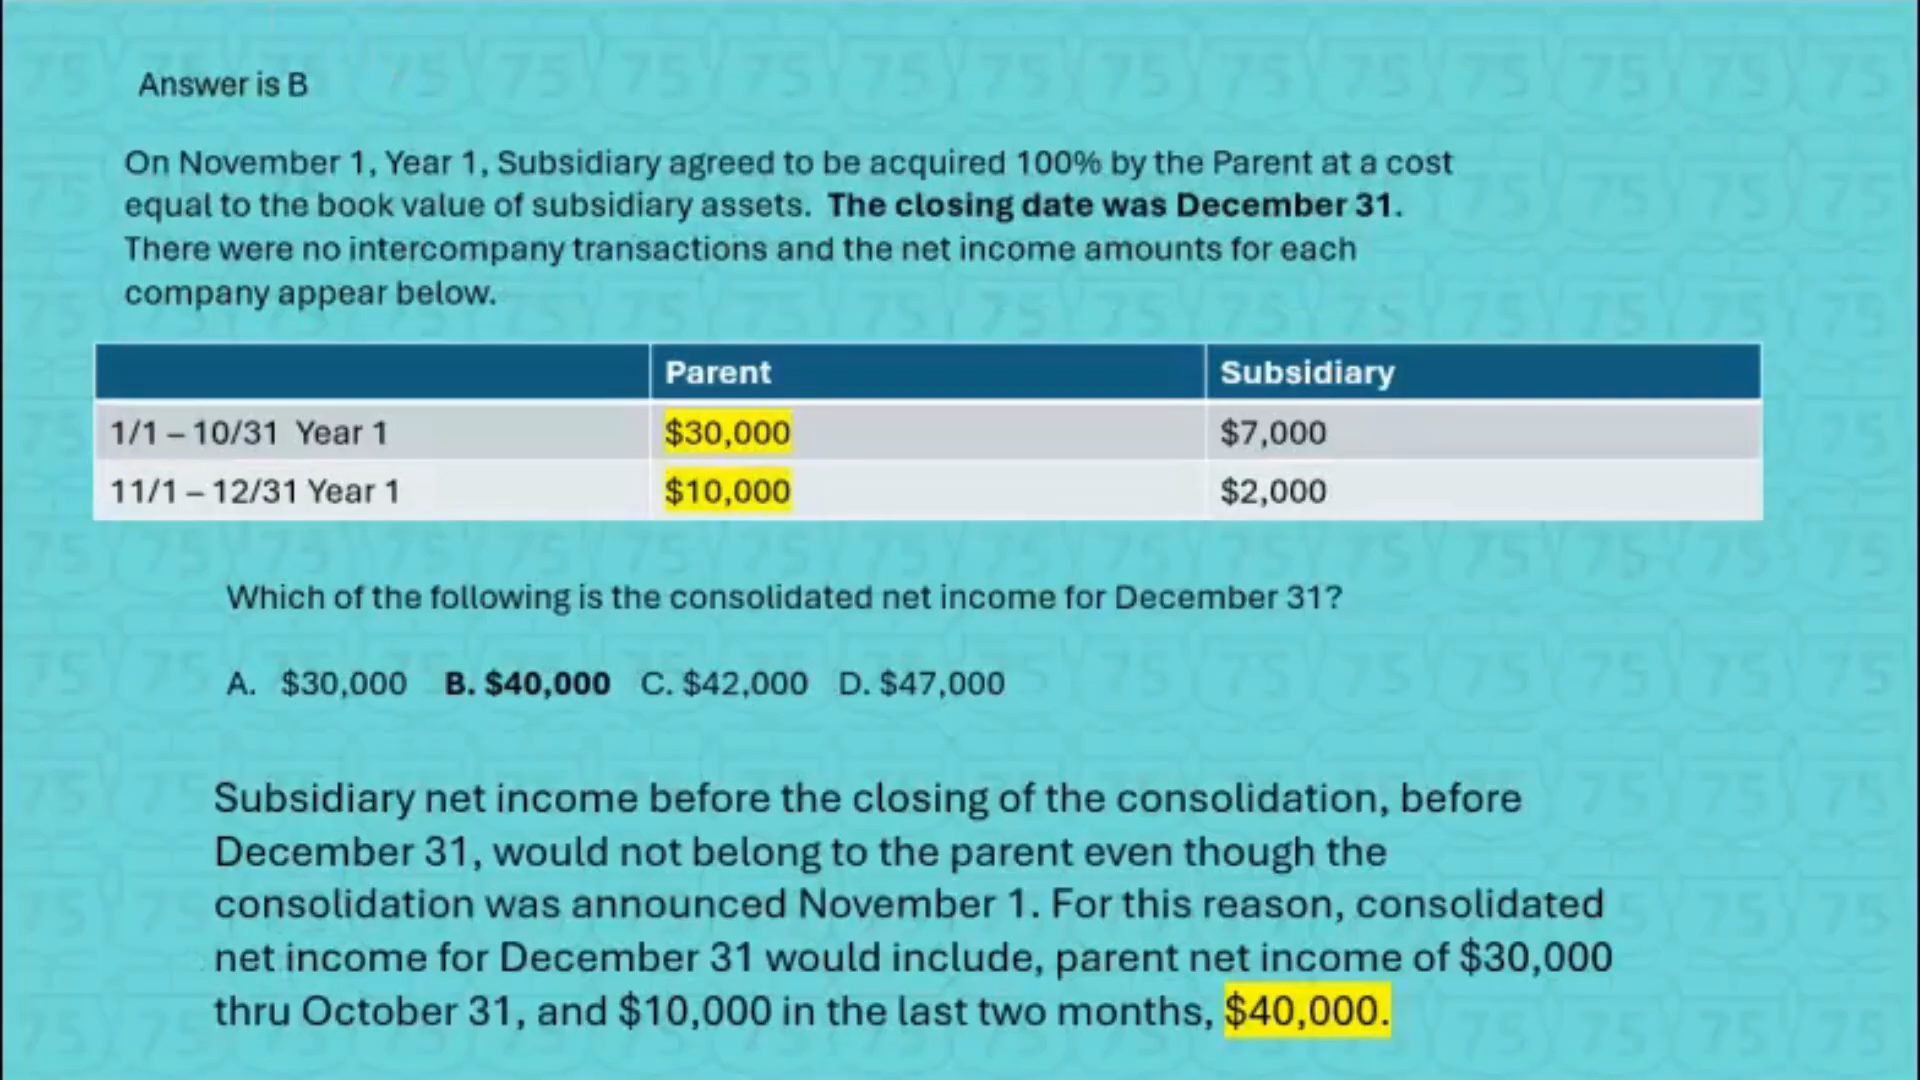 Answer is B
On November 1, Year 1, Subsidiary agreed to be acquired 100% by the Parent at a cost
equal to the book value of subsidiary assets. The closing date was December 31.
There were no intercompany transactions and the net income amounts for each
company appear below.
Parent Subsidiary
1/1 – 10/31 Year 1 $30,000 $7,000
11/1 – 12/31 Year 1 $10,000 $2,000
Which of the following is the consolidated net income for December 31?
A. $30,000 B. $40,000 C. $42,000 D. $47,000
Subsidiary net income before the closing of the consolidation, before
December 31, would not belong to the parent even though the
consolidation was announced November 1. For this reason, consolidated
net income for December 31 would include, parent net income of $30,000
thru October 31, and $10,000 in the last two months, $40,000.